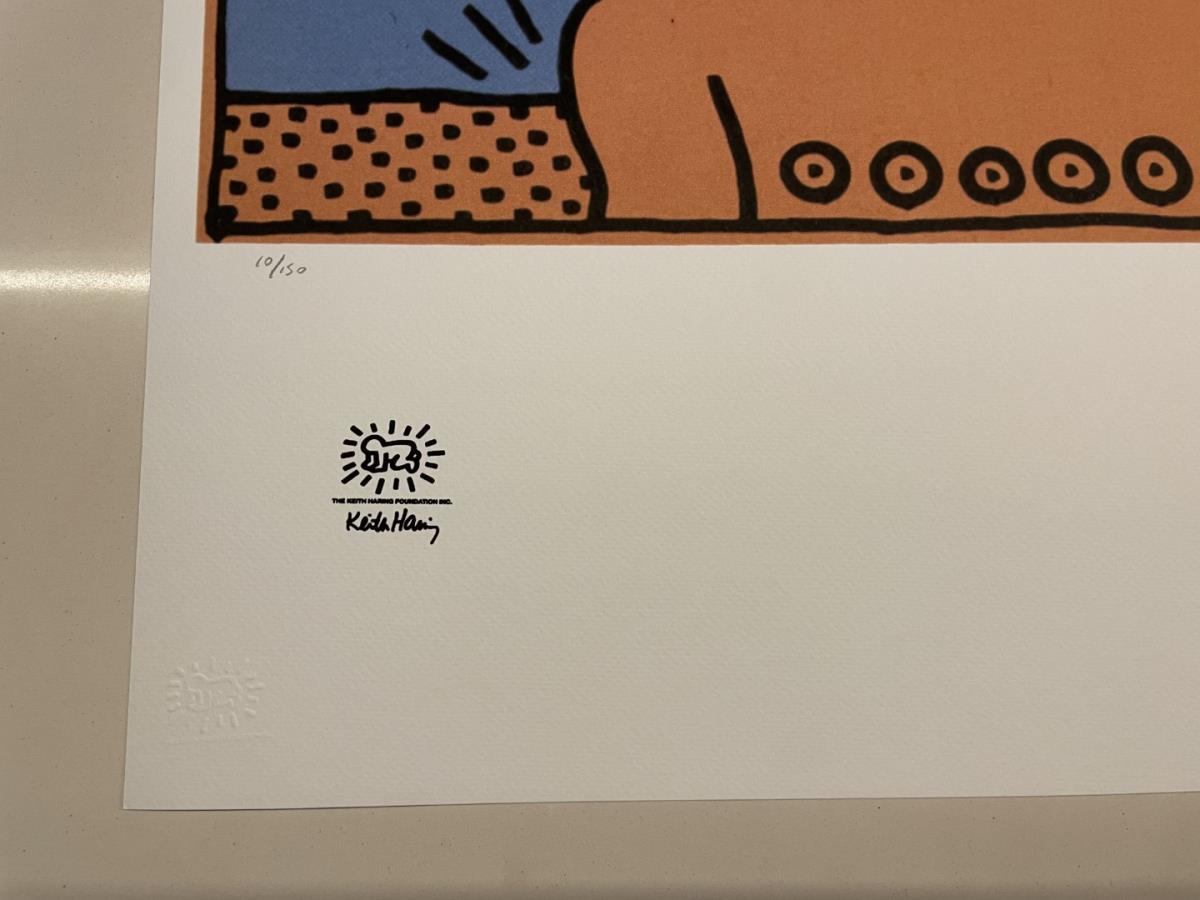 10/150
THE KEITH HARING FOUNDATION INC.
Keith Haring